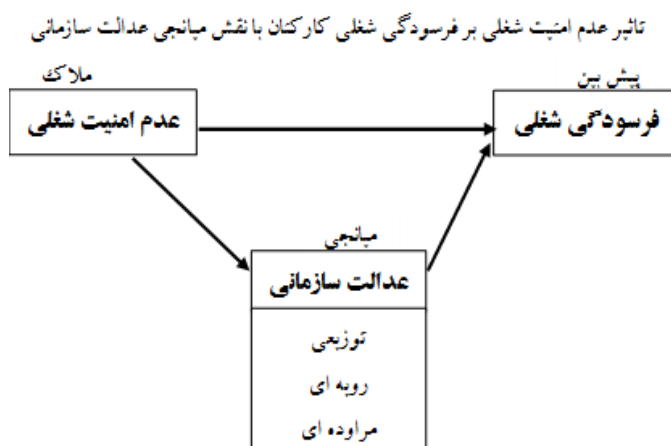 تاثیر عدم امنیت شغلی بر فرسودگی شغلی کارکنان با نقش میانجی عدالت سازمانی
پیش بین
ملاک
فرسودگی شغلی
عدم امنیت شغلی
میانجی
عدالت سازمانی
توزیعی
رویه ای
مراوده ای